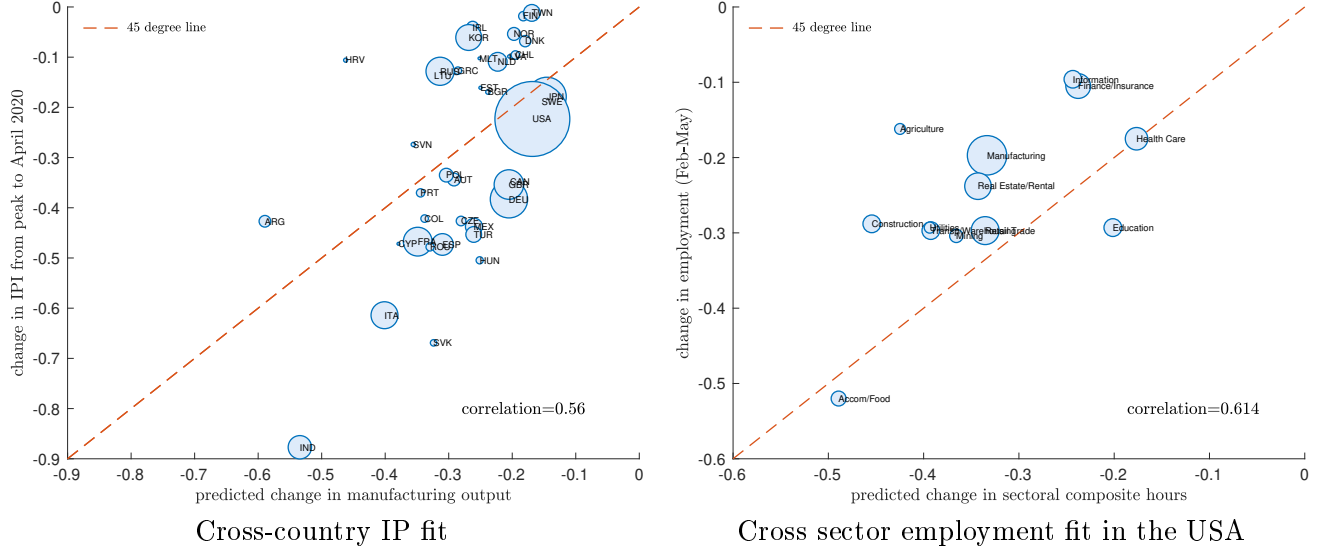 45 degree line
change in IPI from peak to April 2020
0
-0.1
-0.2
-0.3
-0.4
-0.5
-0.6
-0.7
-0.8
-0.9
TWN
FIN
IRL
KOR
NOR
DNK
HRV
MLT
CHL
NLD
GRC
LTU
EST
BGR
JPN
SWE
USA
SVN
POL
AUT
PRT
CAN
GBR
DEU
ARG
COL
CZE
MEX
TUR
CYP
FRA
ROU
ESP
HUN
ITA
SVK
IND
correlation=0.56
-0.9 -0.8 -0.7 -0.6 -0.5 -0.4 -0.3 -0.2 -0.1 0
predicted change in manufacturing output
Cross-country IP fit
45 degree line
change in employment (Feb-May)
0
-0.1
-0.2
-0.3
-0.4
-0.5
-0.6
Information
Finance/Insurance
Agriculture
Health Care
Manufacturing
Real Estate/Rental
Construction
Utilities
Mining
Education
Accom/Food
correlation=0.614
-0.6 -0.5 -0.4 -0.3 -0.2 -0.1 0
predicted change in sectoral composite hours
Cross sector employment fit in the USA